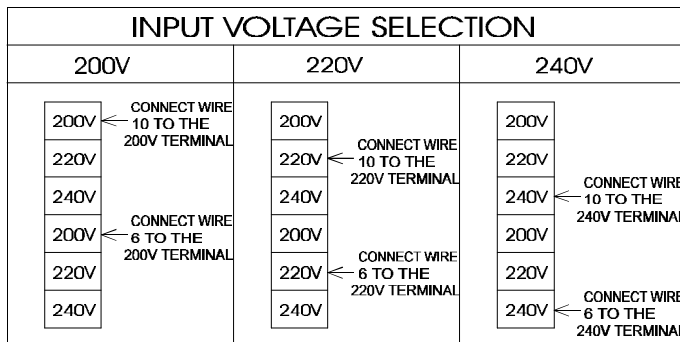 INPUT VOLTAGE SELECTION
200V
220V
240V
200V
CONNECT WIRE
10 TO THE
200V TERMINAL
220V
240V
200V
CONNECT WIRE
6 TO THE
200V TERMINAL
220V
240V
200V
220V
CONNECT WIRE
10 TO THE
220V TERMINAL
240V
200V
220V
CONNECT WIRE
6 TO THE
220V TERMINAL
240V
200V
220V
240V
CONNECT WIRE
10 TO THE
240V TERMINAL
200V
220V
240V
CONNECT WIRE
6 TO THE
240V TERMINAL